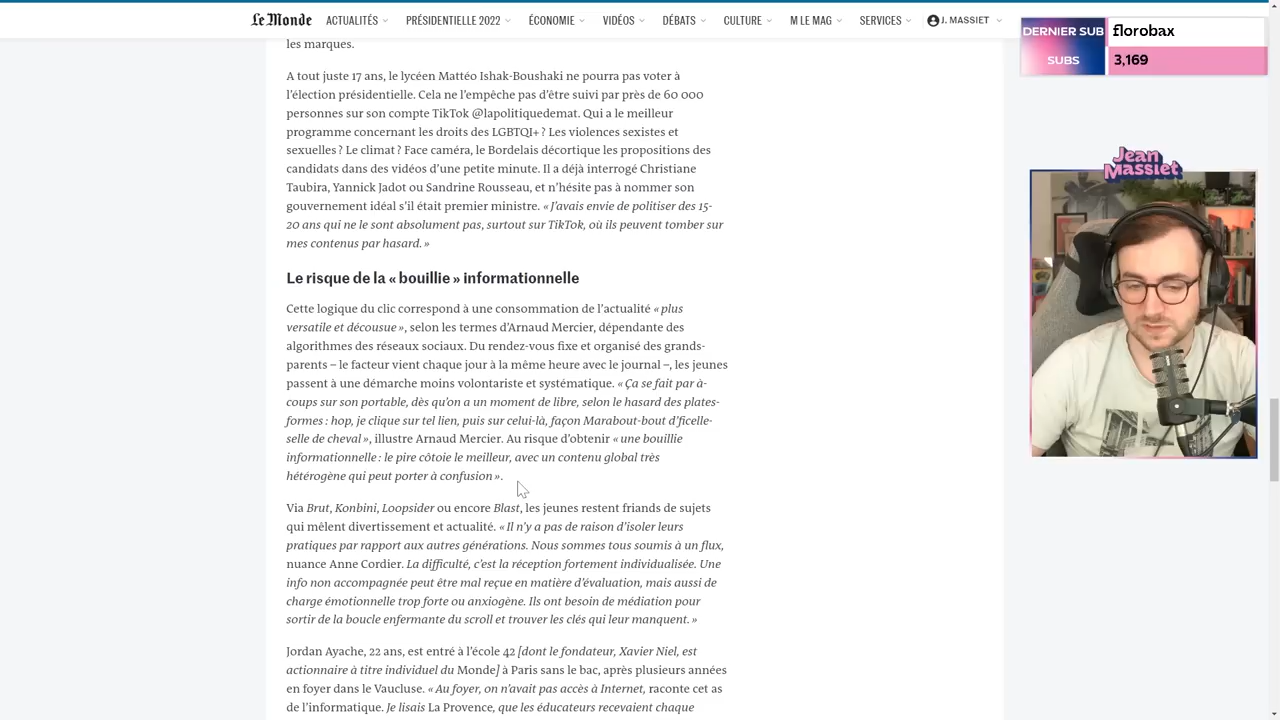 Le Monde
ACTUALITÉS
PRÉSIDENTIELLE 2022
ÉCONOMIE
VIDÉOS
DÉBATS
CULTURE
M LE MAG
SERVICES
J. MASSIET
DERNIER SUB
florobax
SUBS
3,169
Jean
Massiet
les marques.
A tout juste 17 ans, le lycéen Mattéo Ishak-Boushaki ne pourra pas voter à
l’élection présidentielle. Cela ne l’empêche pas d’être suivi par près de 60 000
personnes sur son compte TikTok @lapolitiquedemat. Qui a le meilleur
programme concernant les droits des LGBTQI+ ? Les violences sexistes et
sexuelles ? Le climat ? Face caméra, le Bordelais décortique les propositions des
candidats dans des vidéos d’une petite minute. Il a déjà interrogé Christiane
Taubira, Yannick Jadot ou Sandrine Rousseau, et n’hésite pas à nommer son
gouvernement idéal s’il était premier ministre. « J’avais envie de politiser des 15-
20 ans qui ne le sont absolument pas, surtout sur TikTok, où ils peuvent tomber sur
mes contenus par hasard. »
Le risque de la « bouillie » informationnelle
Cette logique du clic correspond à une consommation de l’actualité « plus
versatile et décousue », selon les termes d’Arnaud Mercier, dépendante des
algorithmes des réseaux sociaux. Du rendez-vous fixe et organisé des grands-
parents – le facteur vient chaque jour à la même heure avec le journal –, les jeunes
passent à une démarche moins volontariste et systématique. « Ça se fait par à-
coups sur son portable, dès qu’on a un moment de libre, selon le hasard des plates-
formes : hop, je clique sur tel lien, puis sur celui-là, façon Marabout-bout d’ficelle-
selle de cheval », illustre Arnaud Mercier. Au risque d’obtenir « une bouillie
informationnelle : le pire côtoie le meilleur, avec un contenu global très
hétérogène qui peut porter à confusion ».
Via Brut, Konbini, Loopsider ou encore Blast, les jeunes restent friands de sujets
qui mêlent divertissement et actualité. « Il n’y a pas de raison d’isoler leurs
pratiques par rapport aux autres générations. Nous sommes tous soumis à un flux,
nuance Anne Cordier. La difficulté, c’est la réception fortement individualisée. Une
info non accompagnée peut être mal reçue en matière d’évaluation, mais aussi de
charge émotionnelle trop forte ou anxiogène. Ils ont besoin de médiation pour
sortir de la boucle enfermante du scroll et trouver les clés qui leur manquent. »
Jordan Ayache, 22 ans, est entré à l’école 42 [dont le fondateur, Xavier Niel, est
actionnaire à titre individuel du Monde] à Paris sans le bac, après plusieurs années
en foyer dans le Vaucluse. « Au foyer, on n’avait pas accès à Internet, raconte cet as
de l’informatique. Je lisais La Provence, que les éducateurs recevaient chaque